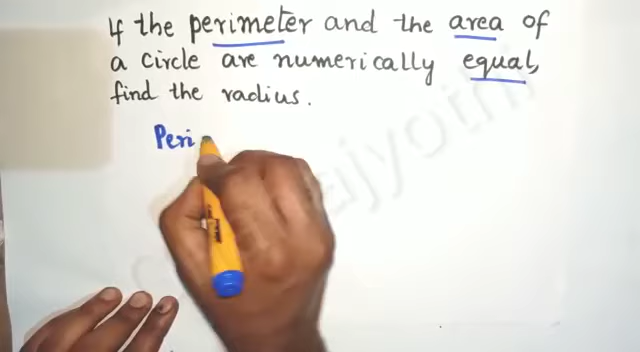 If the perimeter and the area of
a circle are numerically equal,
find the radius.
Peri